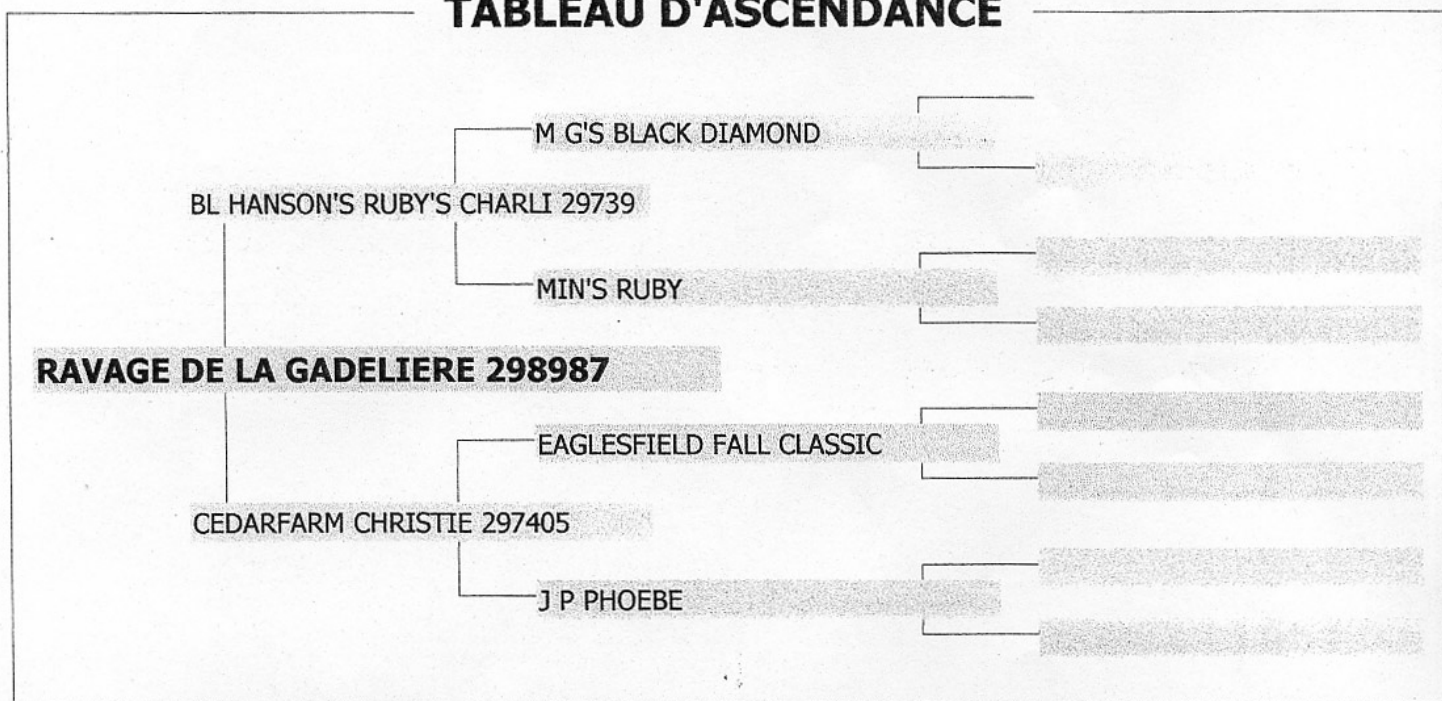 TABLEAU D'ASCENDANCE
M G'S BLACK DIAMOND
BL HANSON'S RUBY'S CHARLI 29739
MIN'S RUBY
RAVAGE DE LA GADELIERE 298987
EAGLESFIELD FALL CLASSIC
CEDARFARM CHRISTIE 297405
J P PHOEBE